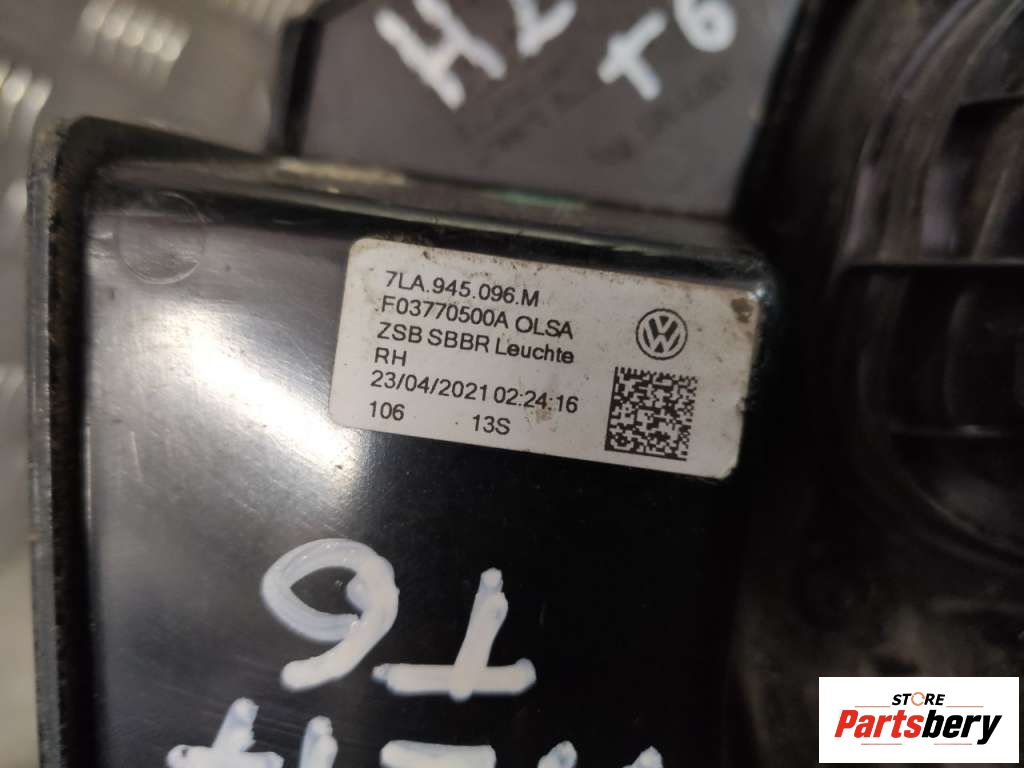 T6
7LA.945.096.M
F03770500A OLSA
ZSB SBBR Leuchte
RH
23/04/2021 02:24:16
106 13S
T6
STORE
Partsbery